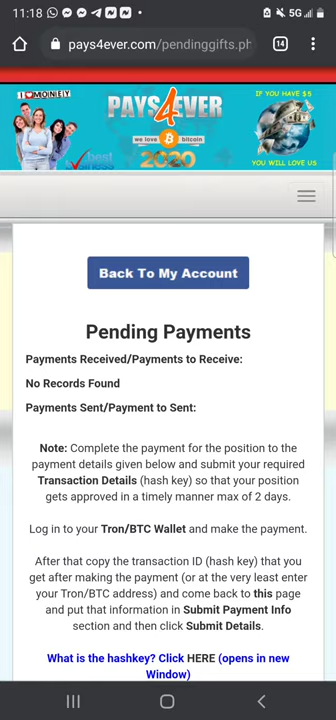 11:18
5G
pays4ever.com/pendinggifts.ph
14
I MONEY
PAYS4EVER
we love bitcoin
2020
best
business
IF YOU HAVE $5
YOU WILL LOVE US
Back To My Account
Pending Payments
Payments Received/Payments to Receive:
No Records Found
Payments Sent/Payment to Sent:
Note: Complete the payment for the position to the
payment details given below and submit your required
Transaction Details (hash key) so that your position
gets approved in a timely manner max of 2 days.
Log in to your Tron/BTC Wallet and make the payment.
After that copy the transaction ID (hash key) that you
get after making the payment (or at the very least enter
your Tron/BTC address) and come back to this page
and put that information in Submit Payment Info
section and then click Submit Details.
What is the hashkey? Click HERE (opens in new
Window)